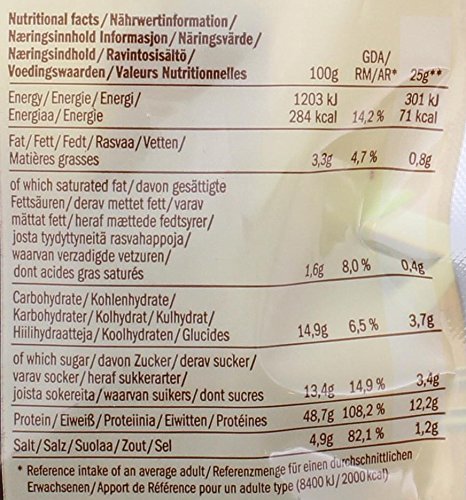 Nutritional facts / Nährwertinformation /
Næringsinnhold Informasjon / Näringsvärde /
Næringsindhold / Ravintosisältö /
Voedingswaarden / Valeurs Nutritionnelles 100g GDA/ RM/AR* 25g**
Energy / Energie / Energi / 1203 kJ 301 kJ
Energiaa / Energie 284 kcal 14,2 % 71 kcal
Fat / Fett / Fedt / Rasvaa / Vetten /
Matières grasses 3,3g 4,7 % 0,8g
of which saturated fat / davon gesättigte
Fettsäuren / derav mettet fett / varav
mättat fett / heraf mættede fedtsyrer /
josta tyydyttyneitä rasvahappoja /
waarvan verzadigde vetzuren /
dont acides gras saturés 1,6g 8,0 % 0,4g
Carbohydrate / Kohlenhydrate /
Karbohydrater / Kolhydrat / Kulhydrat /
Hiilihydraatteja / Koolhydraten / Glucides 14,9g 6,5 % 3,7g
of which sugar / davon Zucker / derav sucker /
varav socker / heraf sukkerarter /
joista sokereita / waarvan suikers / dont sucres 13,4g 14,9 % 3,4g
Protein / Eiweiß / Proteiinia / Eiwitten / Protéines 48,7g 108,2 % 12,2g
Salt / Salz / Suolaa / Zout / Sel 4,9g 82,1 % 1,2g
* Reference intake of an average adult / Referenzmenge für einen durchschnittlichen
Erwachsenen / Apport de Référence pour un adulte type (8400 kJ / 2000 kcal)